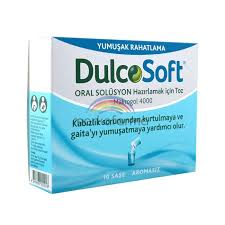 YUMUŞAK RAHATLAMA
DulcoSoft®
ORAL SOLÜSYON Hazırlamak için Toz
Makrogol 4000
Kabızlık sorunundan kurtulmaya ve
gaita'yı yumuşatmaya yardımcı olur.
10 SAŞE
AROMASIZ